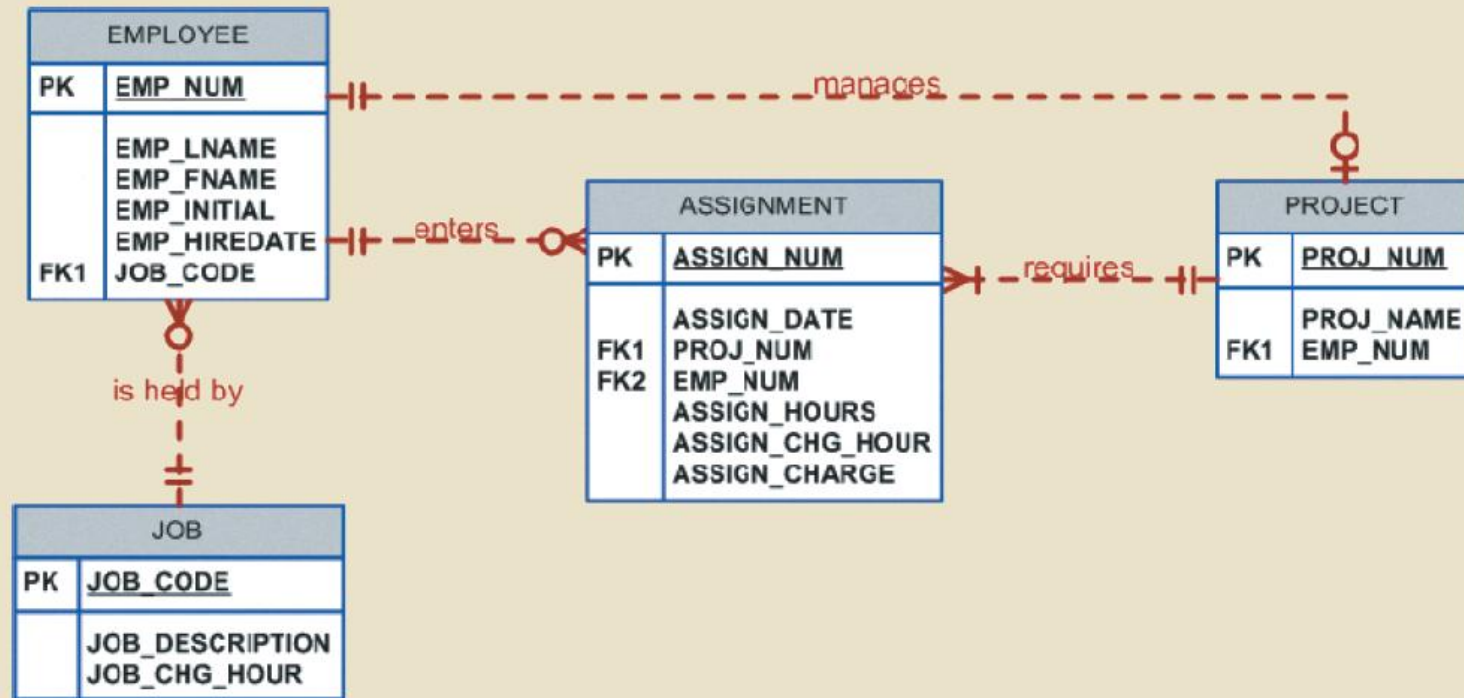 EMPLOYEE
PK EMP_NUM
EMP_LNAME
EMP_FNAME
EMP_INITIAL
EMP_HIREDATE
FK1 JOB_CODE
manages
enters
is held by
ASSIGNMENT
PK ASSIGN_NUM
ASSIGN_DATE
FK1 PROJ_NUM
FK2 EMP_NUM
ASSIGN_HOURS
ASSIGN_CHG_HOUR
ASSIGN_CHARGE
requires
PROJECT
PK PROJ_NUM
PROJ_NAME
FK1 EMP_NUM
JOB
PK JOB_CODE
JOB_DESCRIPTION
JOB_CHG_HOUR